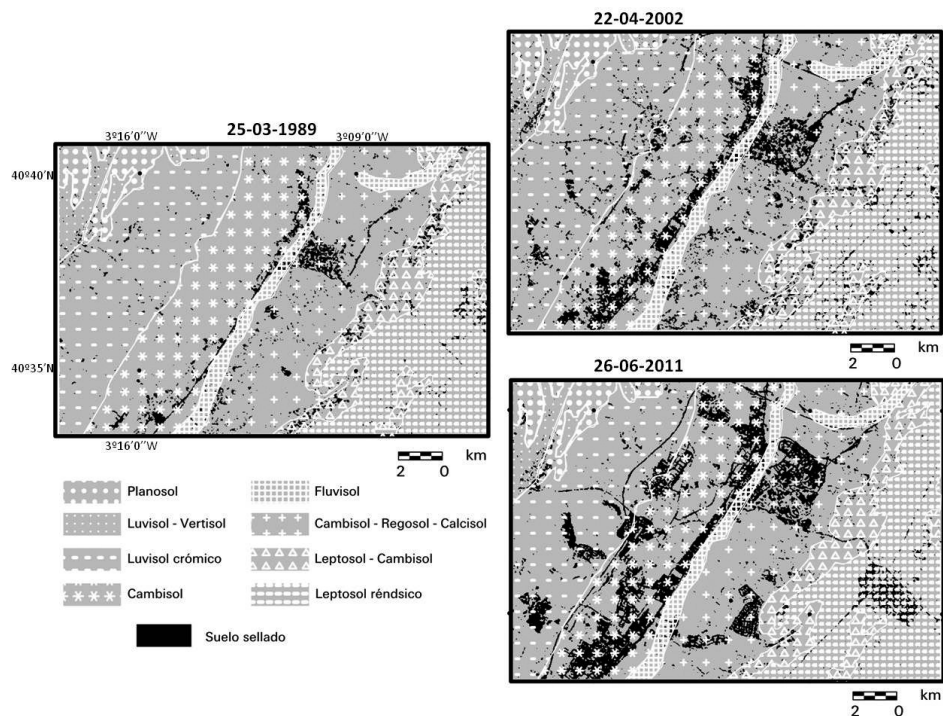 22-04-2002
25-03-1989
3º16´0´´W
3º09´0´´W
40º40´N
40º35´N
3º16´0´´W
2 0 km
2 0 km
26-06-2011
Planosol
Fluvisol
Luvisol - Vertisol
Cambisol - Regosol - Calcisol
Luvisol crómico
Leptosol - Cambisol
Cambisol
Leptosol réndsico
Suelo sellado
2 0 km